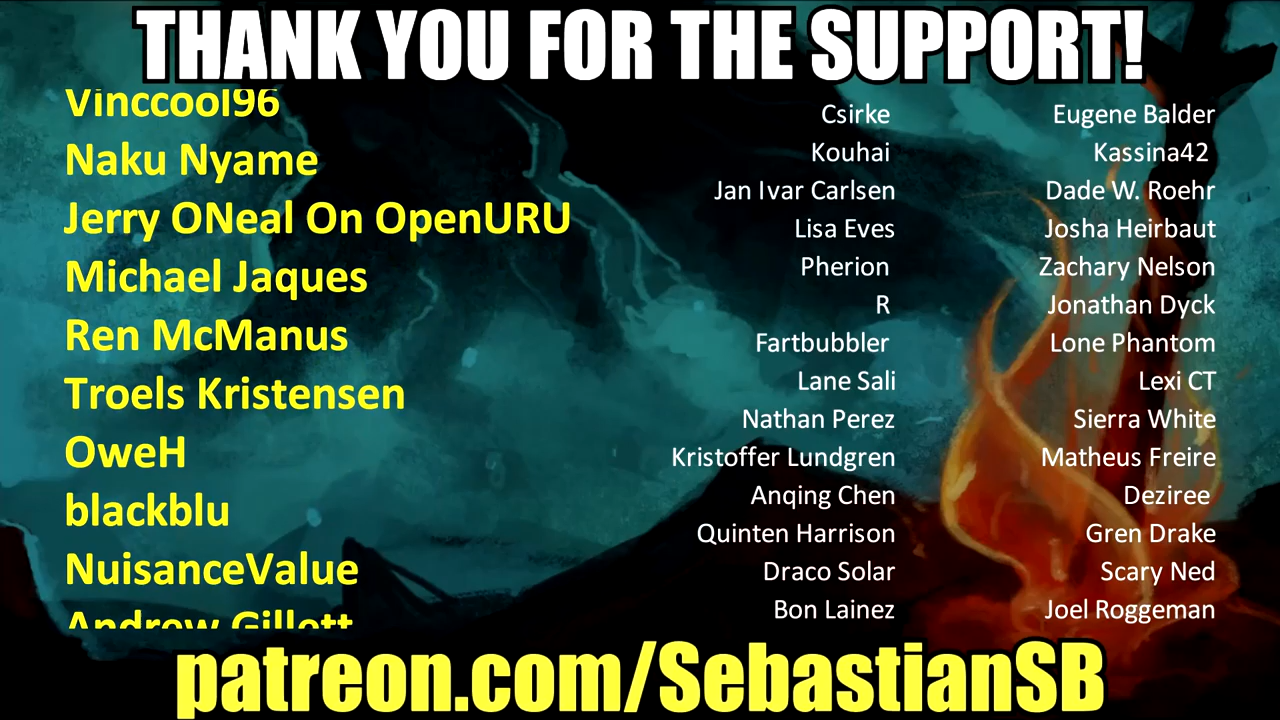 THANK YOU FOR THE SUPPORT!
Vinccool96
Naku Nyame
Jerry ONeal On OpenURU
Michael Jaques
Ren McManus
Troels Kristensen
OweH
blackblu
NuisanceValue
Andrew Gillett
Csirke
Kouhai
Jan Ivar Carlsen
Lisa Eves
Pherion
R
Fartbubbler
Lane Sali
Nathan Perez
Kristoffer Lundgren
Anqing Chen
Quinten Harrison
Draco Solar
Bon Lainez
Eugene Balder
Kassina42
Dade W. Roehr
Josha Heirbaut
Zachary Nelson
Jonathan Dyck
Lone Phantom
Lexi CT
Sierra White
Matheus Freire
Deziree
Gren Drake
Scary Ned
Joel Roggeman
patreon.com/SebastianSB